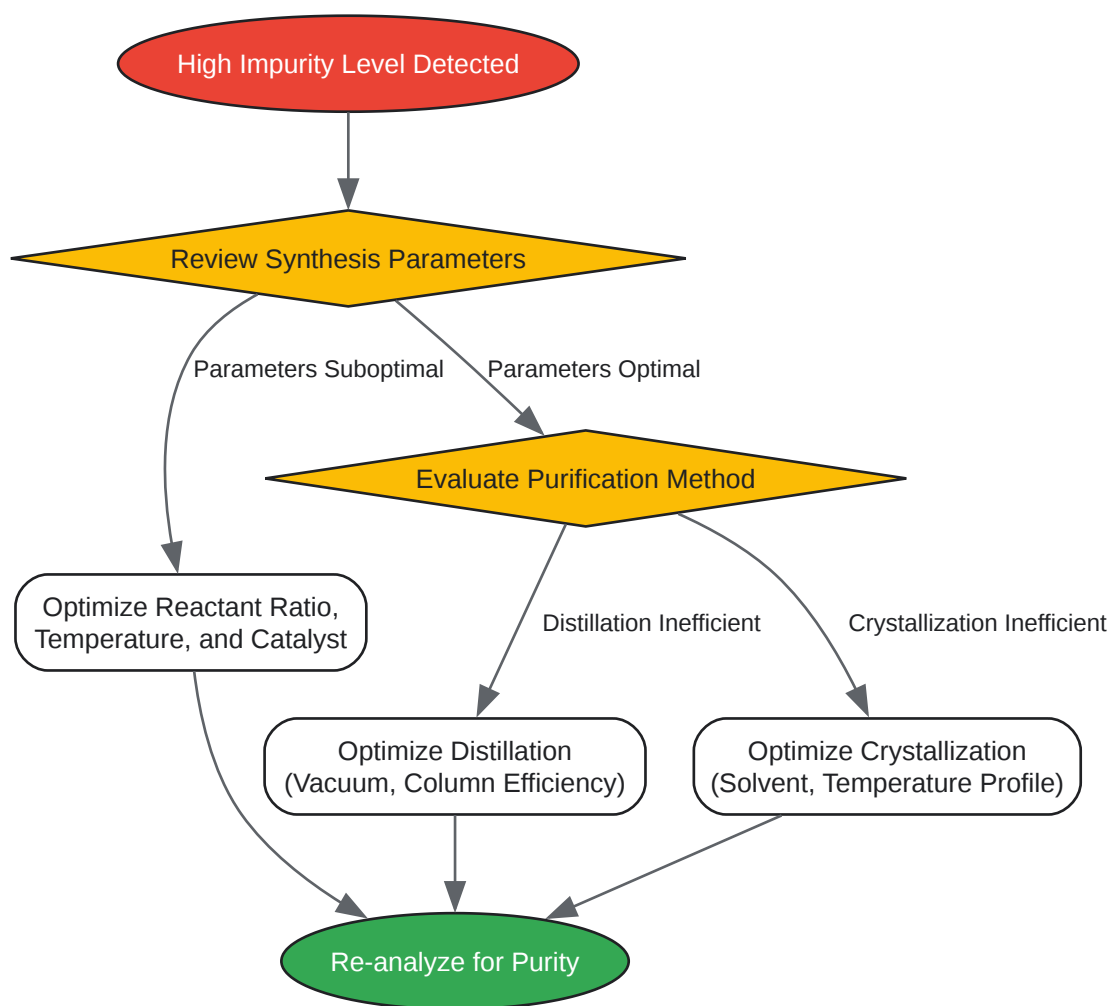 High Impurity Level Detected
Review Synthesis Parameters
Parameters Suboptimal
Parameters Optimal
Evaluate Purification Method
Optimize Reactant Ratio,
Temperature, and Catalyst
Distillation Inefficient
Crystallization Inefficient
Optimize Distillation
(Vacuum, Column Efficiency)
Optimize Crystallization
(Solvent, Temperature Profile)
Re-analyze for Purity